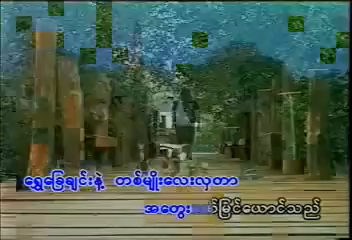 ရွှေခြေချင်းနဲ့ တစ်မျိုးလေးလှတာ
အတွေး မြင်ယောင်သည်